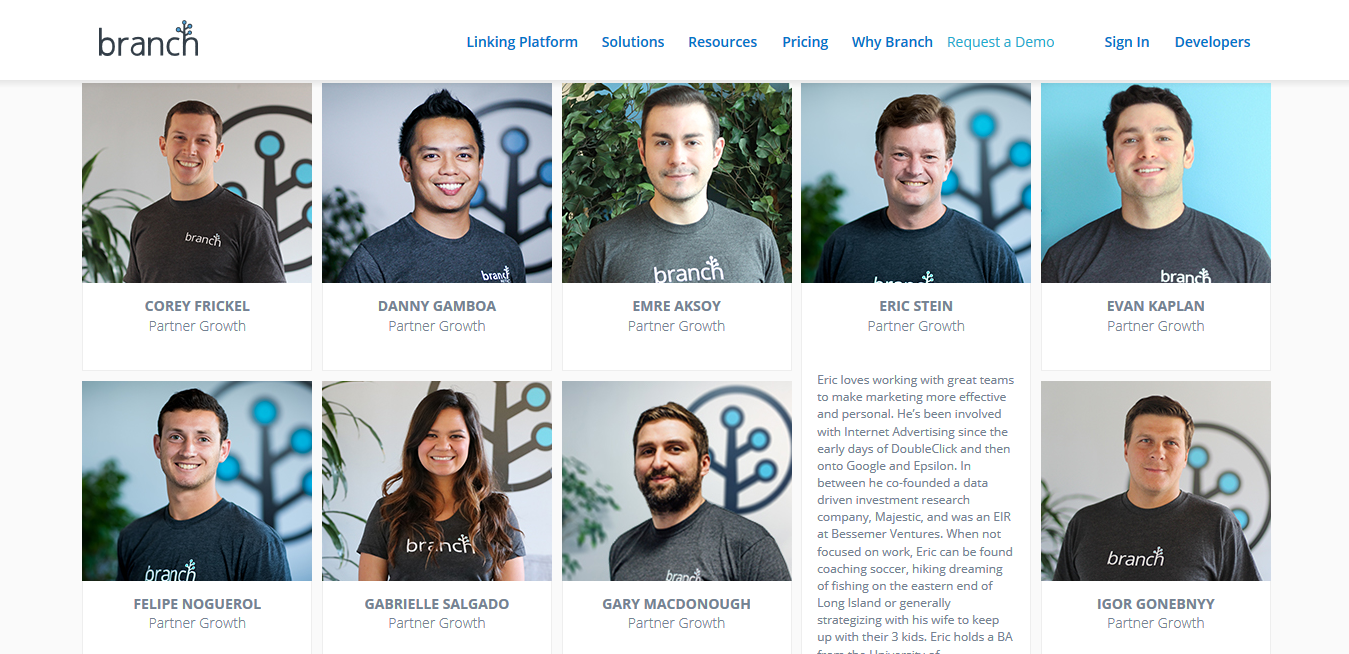 branch
Linking Platform Solutions Resources Pricing Why Branch Request a Demo Sign In Developers
branch
branch
branch
branch
branch
COREY FRICKEL
Partner Growth
DANNY GAMBOA
Partner Growth
EMRE AKSOY
Partner Growth
ERIC STEIN
Partner Growth
EVAN KAPLAN
Partner Growth
Eric loves working with great teams
to make marketing more effective
and personal. He’s been involved
with Internet Advertising since the
early days of DoubleClick and then
onto Google and Epsilon. In
between he co-founded a data
driven investment research
company, Majestic, and was an EIR
at Bessemer Ventures. When not
focused on work, Eric can be found
coaching soccer, hiking dreaming
of fishing on the eastern end of
Long Island or generally
strategizing with his wife to keep
up with their 3 kids. Eric holds a BA
from the University of
branch
branch
branch
branch
FELIPE NOGUEROL
Partner Growth
GABRIELLE SALGADO
Partner Growth
GARY MACDONOUGH
Partner Growth
IGOR GONEBNYY
Partner Growth